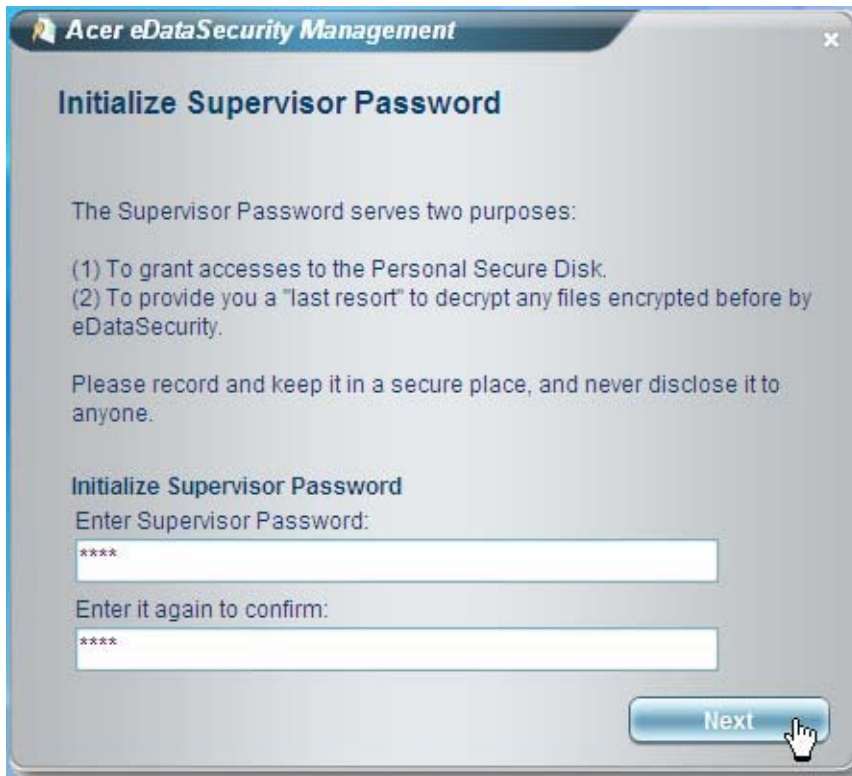 Acer eDataSecurity Management
Initialize Supervisor Password
The Supervisor Password serves two purposes:
(1) To grant accesses to the Personal Secure Disk.
(2) To provide you a "last resort" to decrypt any files encrypted before by
eDataSecurity.
Please record and keep it in a secure place, and never disclose it to
anyone.
Initialize Supervisor Password
Enter Supervisor Password:
****
Enter it again to confirm:
****
Next